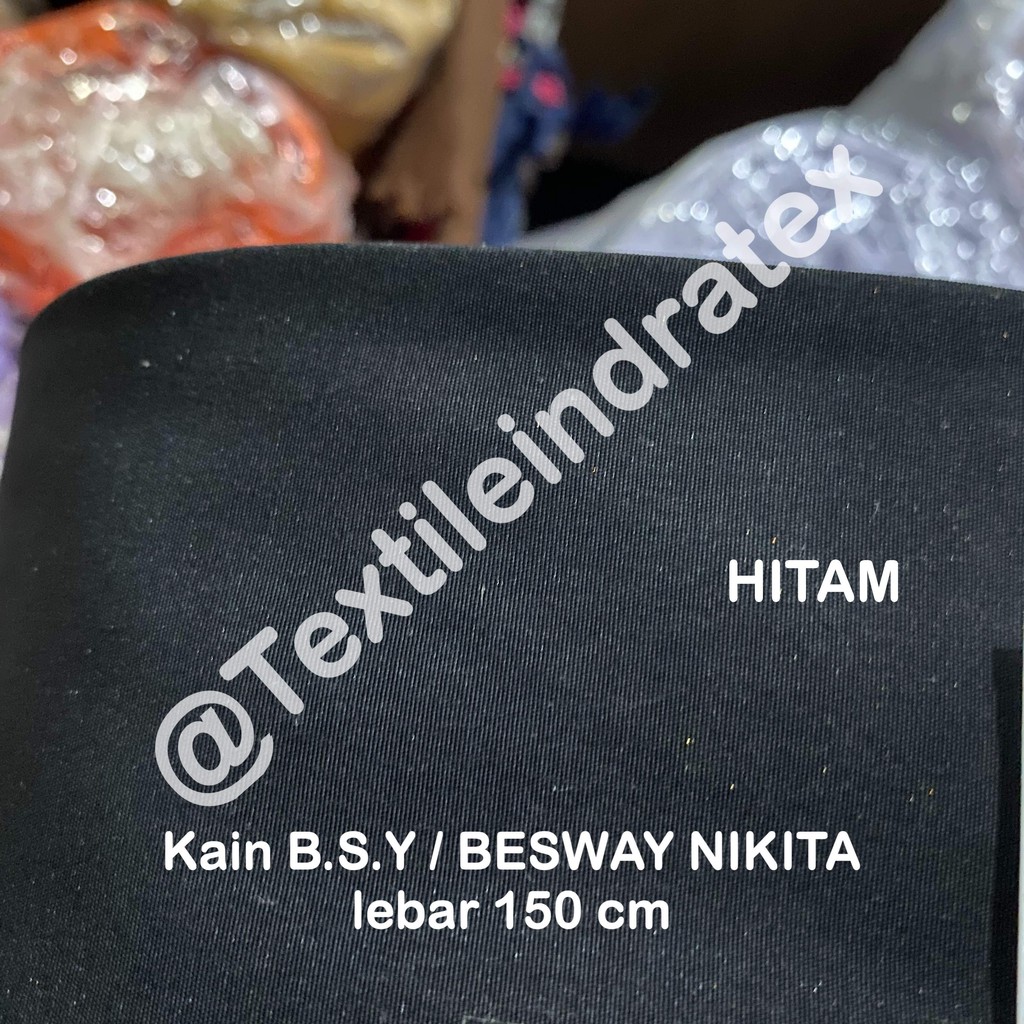 @Textileindratex
HITAM
Kain B.S.Y / BESWAY NIKITA
lebar 150 cm